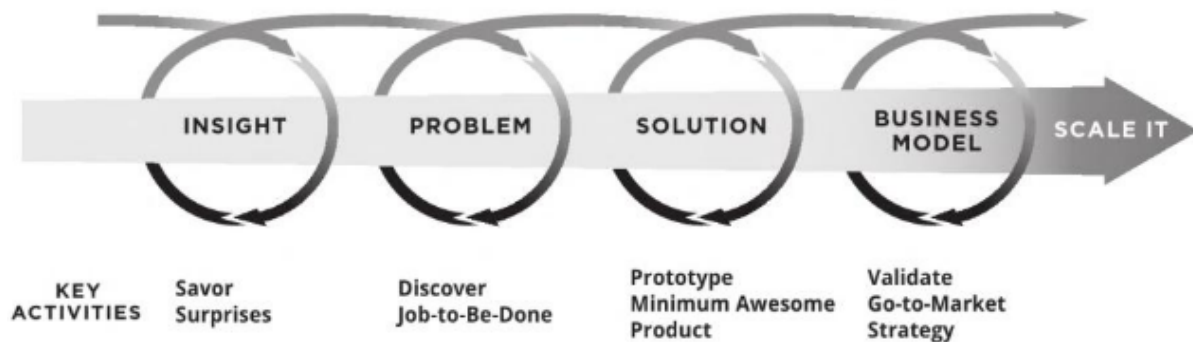 INSIGHT
PROBLEM
SOLUTION
BUSINESS
MODEL
SCALE IT
KEY
ACTIVITIES
Savor
Surprises
Discover
Job-to-Be-Done
Prototype
Minimum Awesome
Product
Validate
Go-to-Market
Strategy